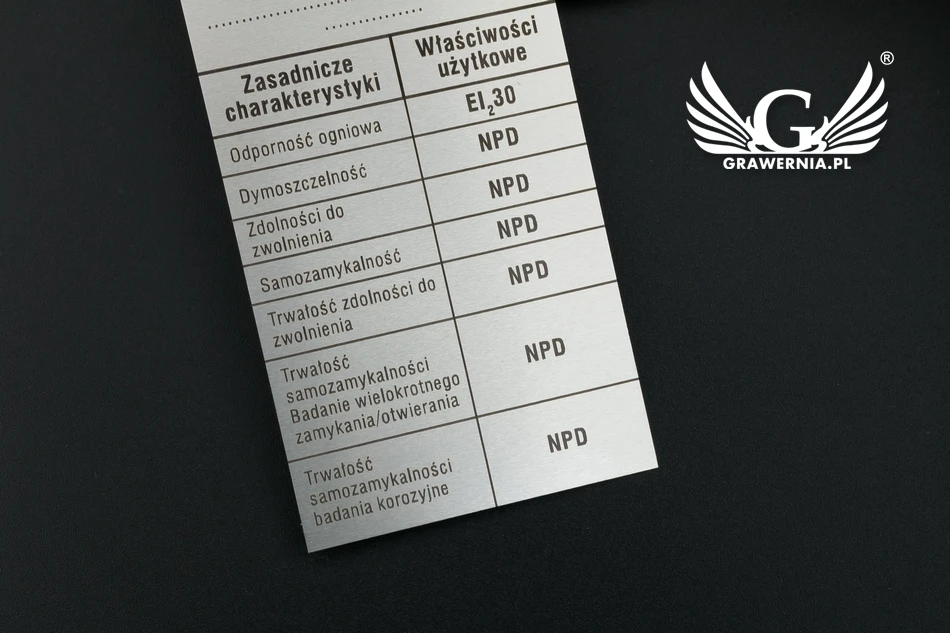 Zasadnicze
charakterystyki
Właściwości
użytkowe
Odporność ogniowa
EI₂30
Dymoszczelność
NPD
Zdolności do
zwolnienia
NPD
Samozamykalność
NPD
Trwałość zdolności do
zwolnienia
NPD
Trwałość
samozamykalności
Badanie wielokrotnego
zamykania/otwierania
NPD
Trwałość
samozamykalności
badania korozyjne
NPD
G
GRAWERNIA.PL
®